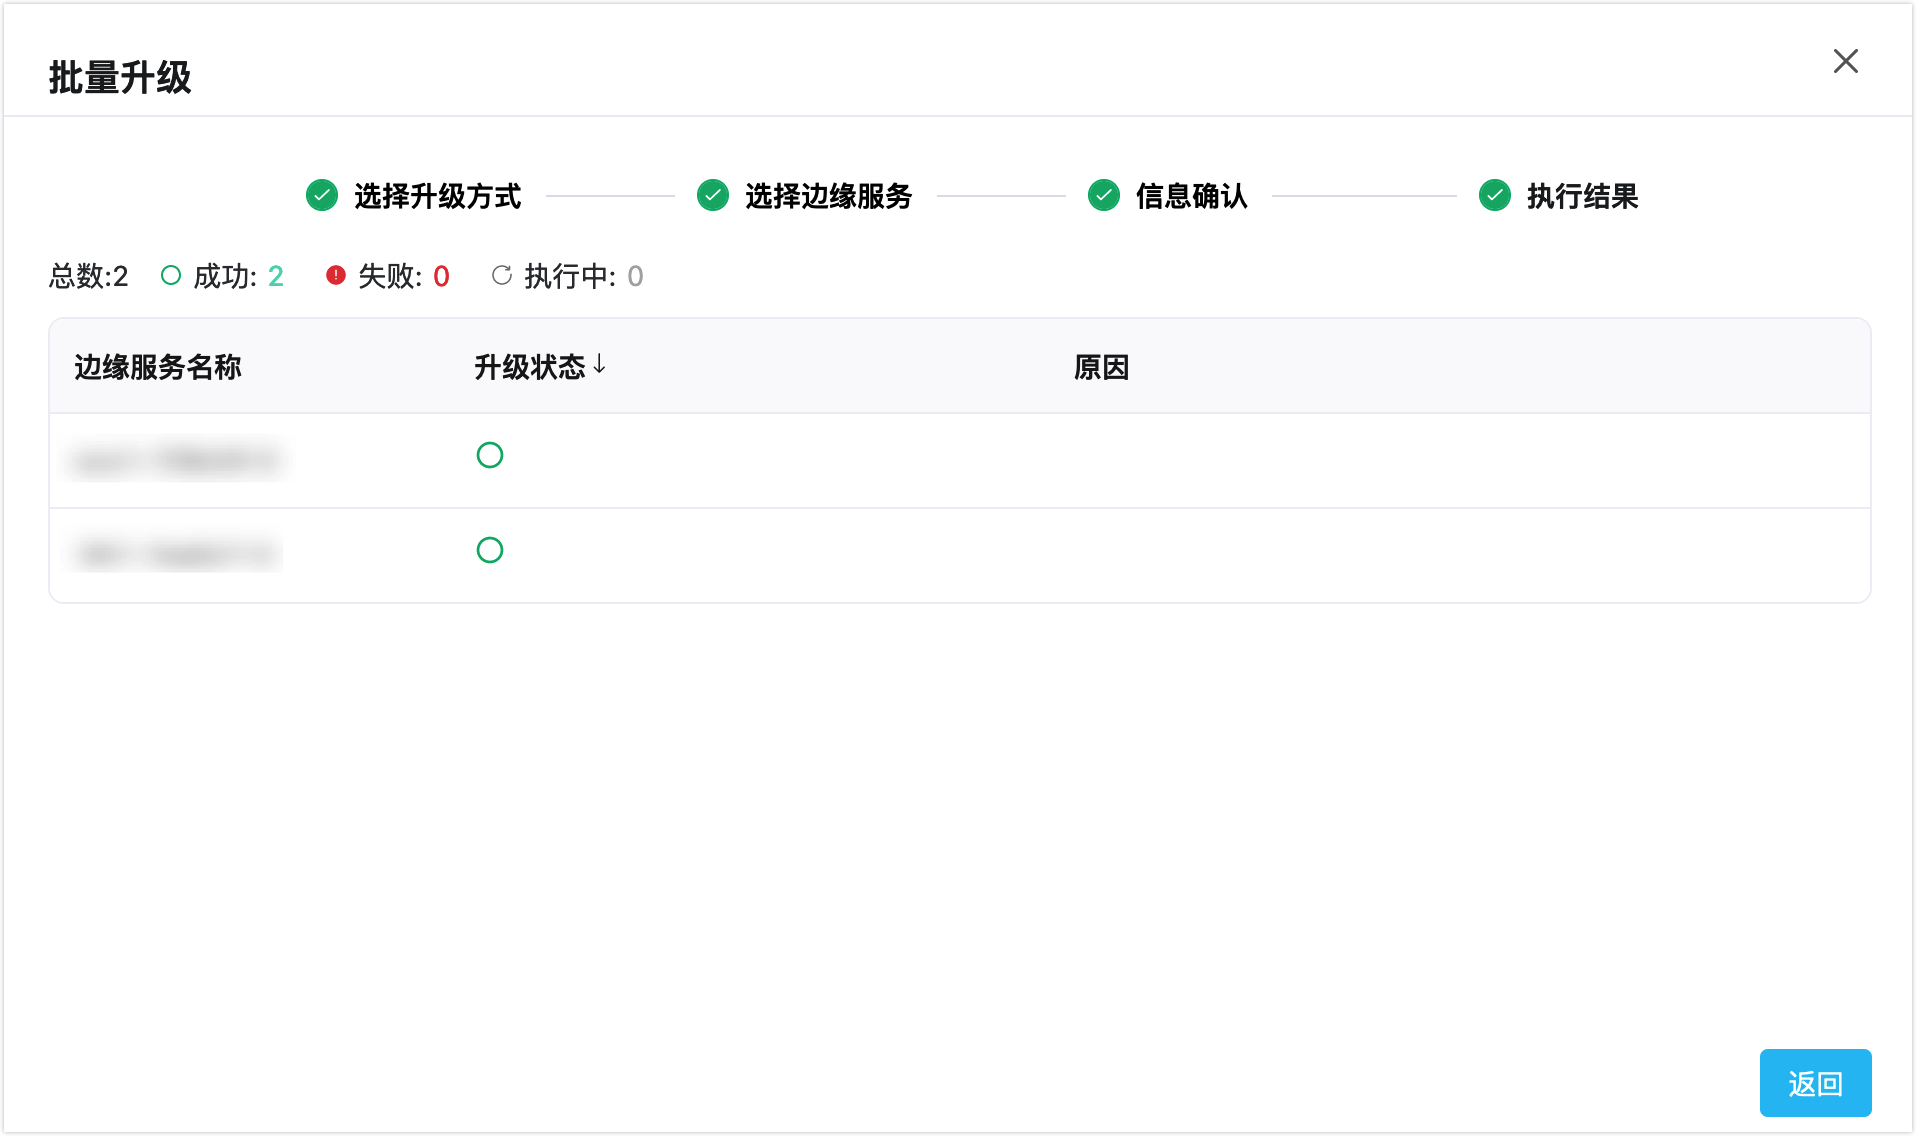 批量升级
选择升级方式 选择边缘服务 信息确认 执行结果
总数:2 成功: 2 失败: 0 执行中: 0
边缘服务名称 升级状态 原因
返回